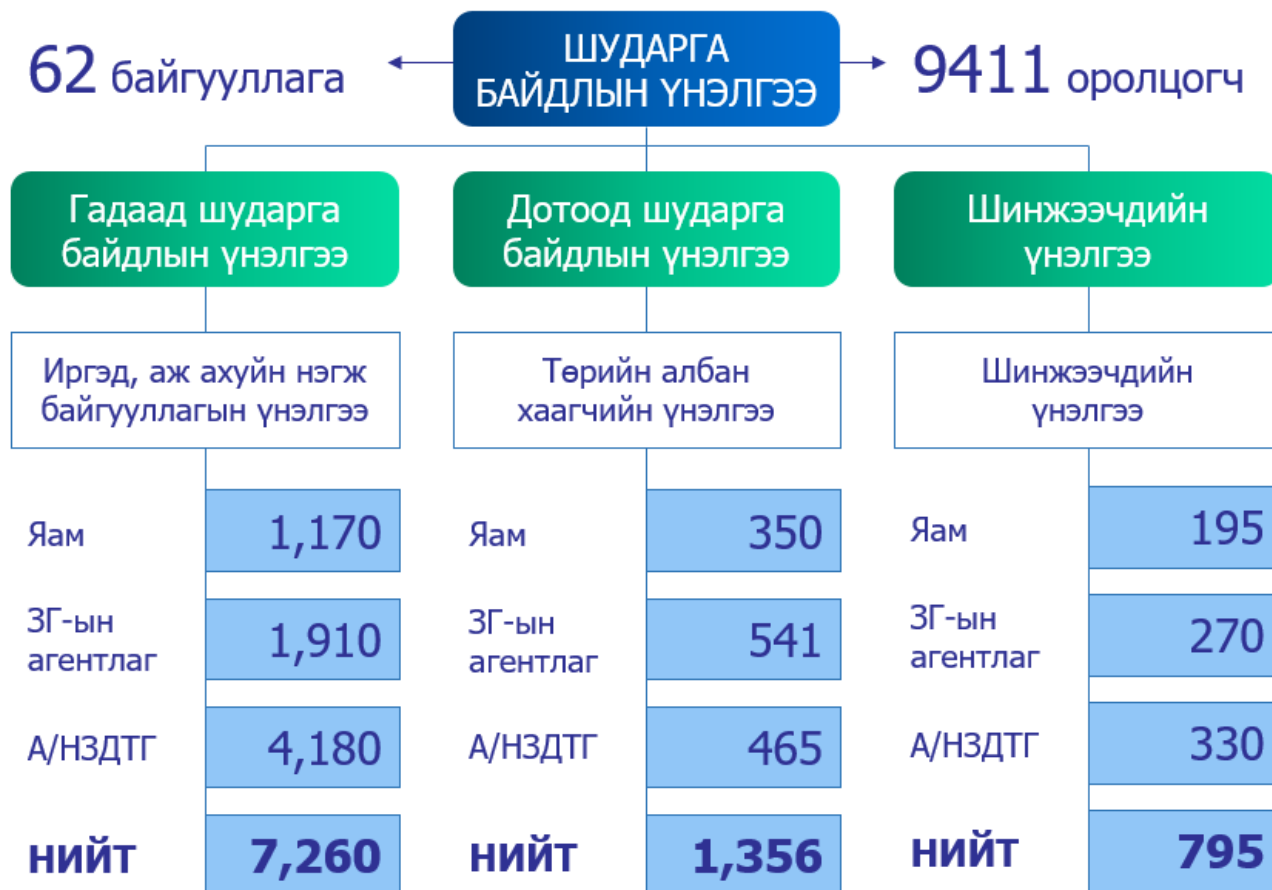 62 байгууллага
ШУДАРГА
БАЙДЛЫН ҮНЭЛГЭЭ
9411 оролцогч
Гадаад шударга
байдлын үнэлгээ
Иргэд, аж ахуйн нэгж
байгууллагын үнэлгээ
Яам 1,170
ЗГ-ын
агентлаг 1,910
А/НЗДТГ 4,180
НИЙТ 7,260
Дотоод шударга
байдлын үнэлгээ
Төрийн албан
хаагчийн үнэлгээ
Яам 350
ЗГ-ын
агентлаг 541
А/НЗДТГ 465
НИЙТ 1,356
Шинжээчдийн
үнэлгээ
Шинжээчдийн
үнэлгээ
Яам 195
ЗГ-ын
агентлаг 270
А/НЗДТГ 330
НИЙТ 795